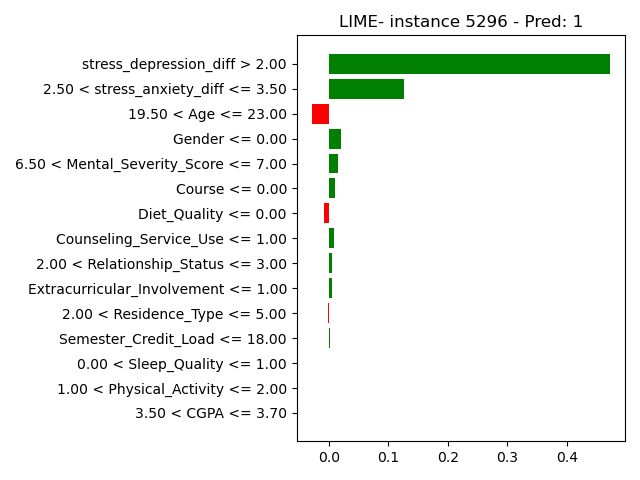 LIME- instance 5296 - Pred: 1
stress_depression_diff > 2.00
2.50 < stress_anxiety_diff <= 3.50
19.50 < Age <= 23.00
Gender <= 0.00
6.50 < Mental_Severity_Score <= 7.00
Course <= 0.00
Diet_Quality <= 0.00
Counseling_Service_Use <= 1.00
2.00 < Relationship_Status <= 3.00
Extracurricular_Involvement <= 1.00
2.00 < Residence_Type <= 5.00
Semester_Credit_Load <= 18.00
0.00 < Sleep_Quality <= 1.00
1.00 < Physical_Activity <= 2.00
3.50 < CGPA <= 3.70
0.0 0.1 0.2 0.3 0.4